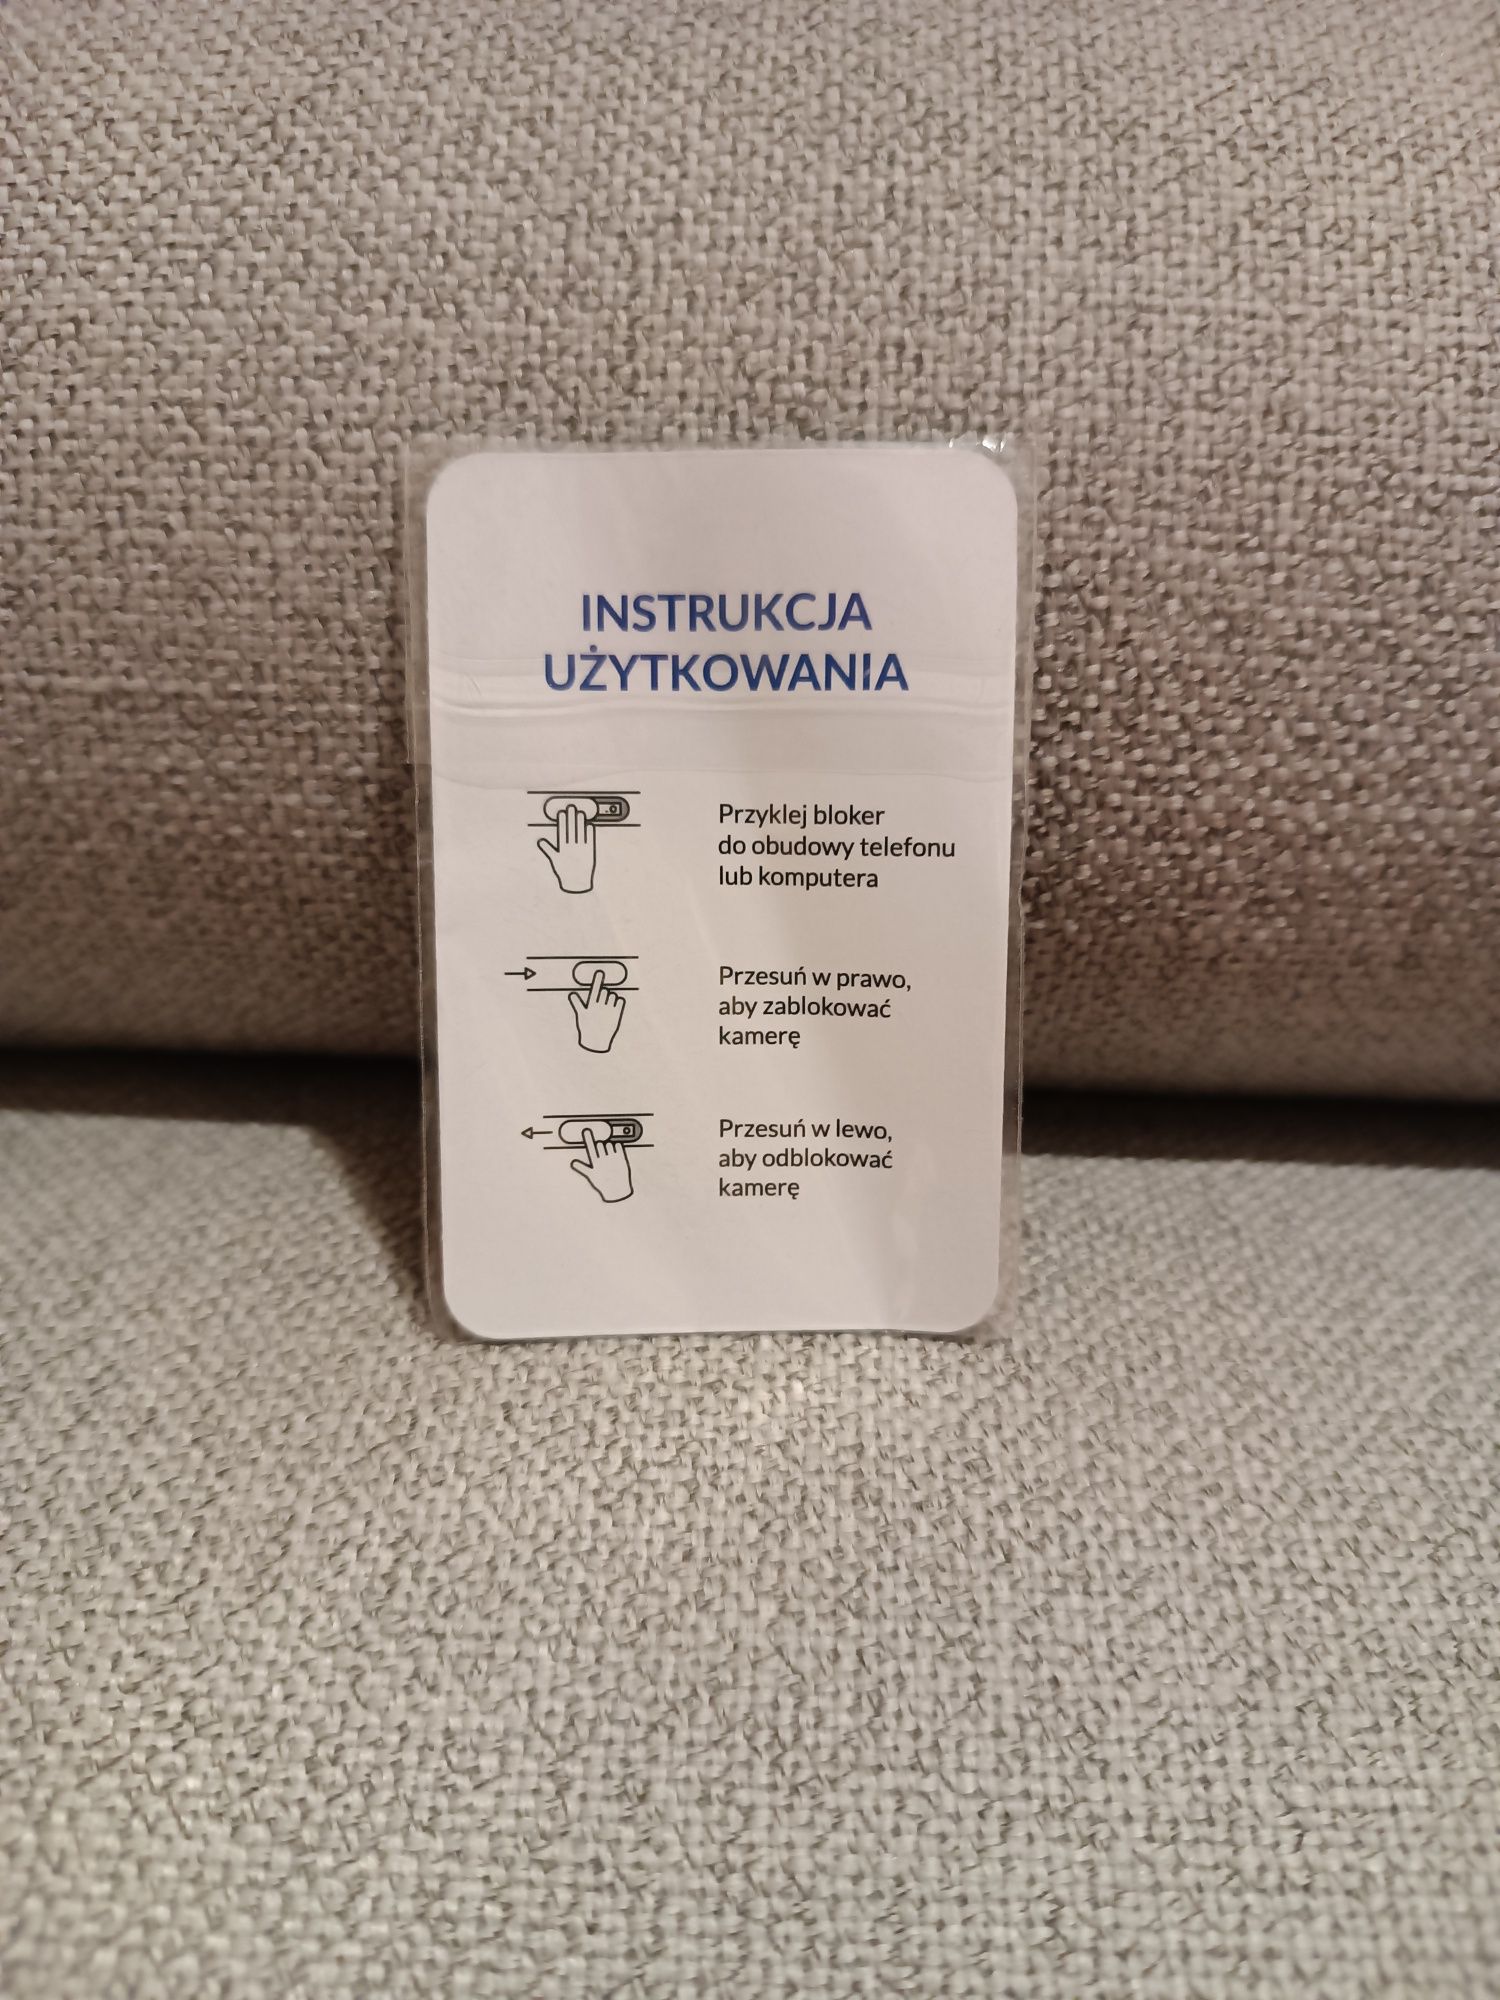 INSTRUKCJA
UŻYTKOWANIA
Przyklej bloker
do obudowy telefonu
lub komputera
Przesuń w prawo,
aby zablokować
kamerę
Przesuń w lewo,
aby odblokować
kamerę